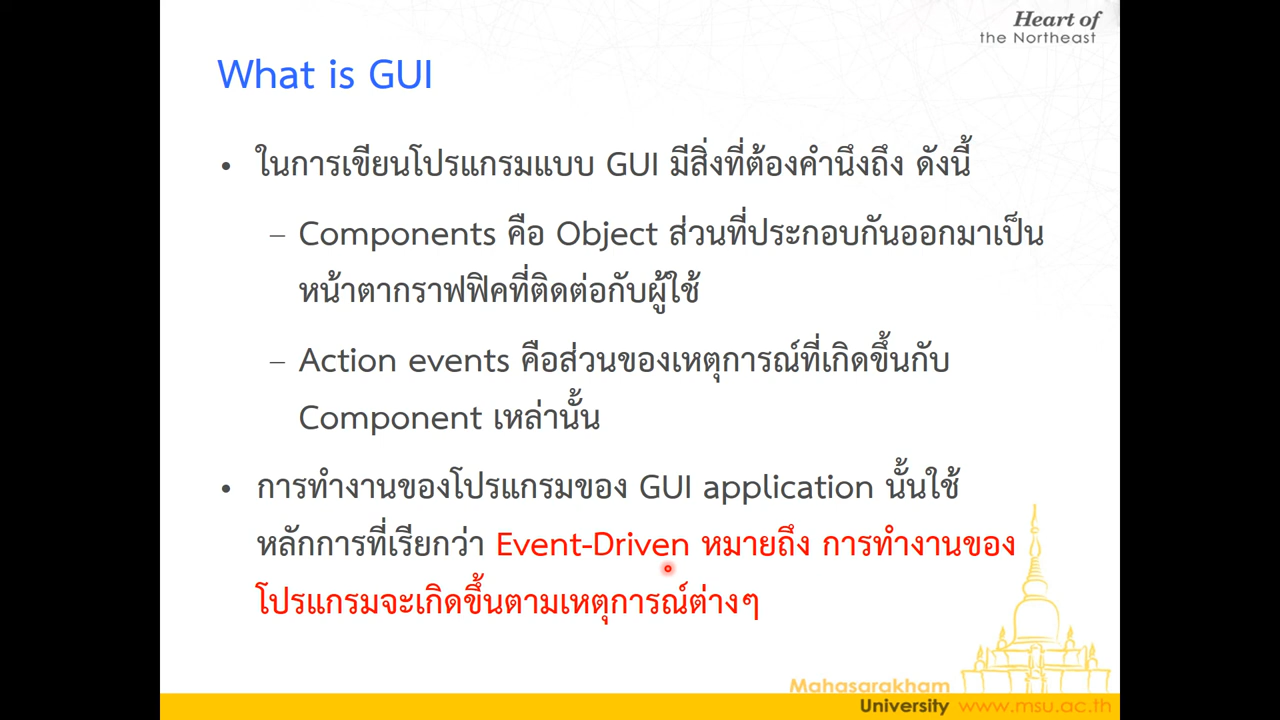 Heart of
the Northeast
What is GUI
• ในการเขียนโปรแกรมแบบ GUI มีสิ่งที่ต้องคำนึงถึง ดังนี้
– Components คือ Object ส่วนที่ประกอบกันออกมาเป็น
หน้าตากราฟฟิคที่ติดต่อกับผู้ใช้
– Action events คือส่วนของเหตุการณ์ที่เกิดขึ้นกับ
Component เหล่านั้น
• การทำงานของโปรแกรมของ GUI application นั้นใช้
หลักการที่เรียกว่า Event-Driven หมายถึง การทำงานของ
โปรแกรมจะเกิดขึ้นตามเหตุการณ์ต่างๆ
Mahasarakham
University www.msu.ac.th